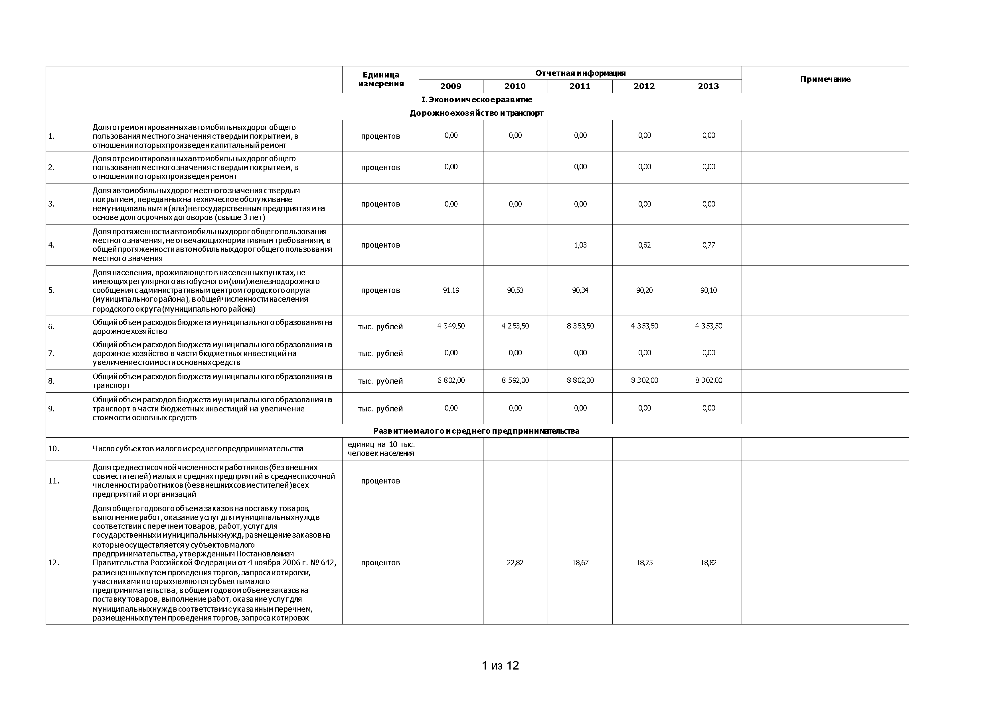 Единица измерения
Отчетная информация
Примечание
2009 2010 2011 2012 2013
I. Экономическое развитие
Дорожное хозяйство и транспорт
1.
Доля отремонтированных автомобильных дорог общего
пользования местного значения с твердым покрытием, в
отношении которых произведен капитальный ремонт
процентов 0,00 0,00 0,00 0,00 0,00
2.
Доля отремонтированных автомобильных дорог общего
пользования местного значения с твердым покрытием, в
отношении которых произведен ремонт
процентов 0,00 0,00 0,00 0,00
3.
Доля автомобильных дорог местного значения с твердым
покрытием, переданных на техническое обслуживание
немуниципальным и (или) негосударственным предприятиям на
основе долгосрочных договоров (свыше 3 лет)
процентов 0,00 0,00 0,00 0,00 0,00
4.
Доля протяженности автомобильных дорог общего пользования
местного значения, не отвечающих нормативным требованиям, в
общей протяженности автомобильных дорог общего пользования
местного значения
процентов 1,03 0,82 0,77
5.
Доля населения, проживающего в населенных пунктах, не
имеющих регулярного автобусного и (или) железнодорожного
сообщения с административным центром городского округа
(муниципального района), в общей численности населения
городского округа (муниципального района)
процентов 91,19 90,53 90,34 90,20 90,10
6.
Общий объем расходов бюджета муниципального образования на
дорожное хозяйство
тыс. рублей 4 349,50 4 253,50 8 353,50 4 353,50 4 353,50
7.
Общий объем расходов бюджета муниципального образования на
дорожное хозяйство в части бюджетных инвестиций на
увеличение стоимости основных средств
тыс. рублей 0,00 0,00 0,00 0,00 0,00
8.
Общий объем расходов бюджета муниципального образования на
транспорт
тыс. рублей 6 802,00 8 592,00 8 802,00 8 302,00 8 302,00
9.
Общий объем расходов бюджета муниципального образования на
транспорт в части бюджетных инвестиций на увеличение
стоимости основных средств
тыс. рублей 0,00 0,00 0,00 0,00 0,00
Развитие малого и среднего предпринимательства
10.
Число субъектов малого и среднего предпринимательства
единиц на 10 тыс.
человек населения
11.
Доля среднесписочной численности работников (без внешних
совместителей) малых и средних предприятий в среднесписочной
численности работников (без внешних совместителей) всех
предприятий и организаций
процентов
12.
Доля общего годового объема заказов на поставку товаров,
выполнение работ, оказание услуг для муниципальных нужд в
соответствии с перечнем товаров, работ, услуг для
государственных и муниципальных нужд, размещение заказов на
которые осуществляется у субъектов малого
предпринимательства, утвержденным Постановлением
Правительства Российской Федерации от 4 ноября 2006 г. № 642,
размещенных путем проведения торгов, запроса котировок,
участниками которых являются субъекты малого
предпринимательства, в общем годовом объеме заказов на
поставку товаров, выполнение работ, оказание услуг для
муниципальных нужд в соответствии с указанным перечнем,
размещенных путем проведения торгов, запроса котировок
процентов 22,82 18,67 18,75 18,82
1 из 12